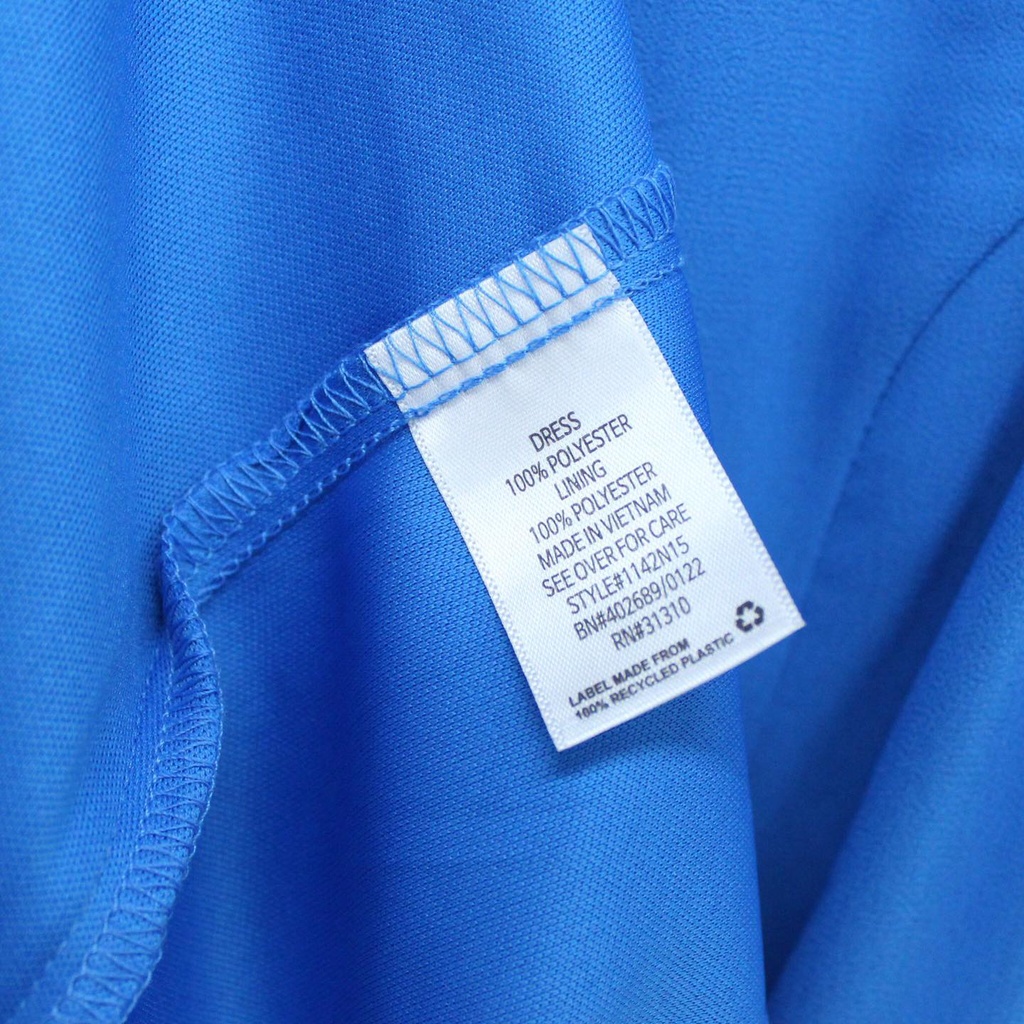 DRESS
100% POLYESTER
LINING
100% POLYESTER
MADE IN VIETNAM
SEE OVER FOR CARE
STYLE#1142N15
BN#402689/0122
RN#31310
LABEL MADE FROM
100% RECYCLED PLASTIC